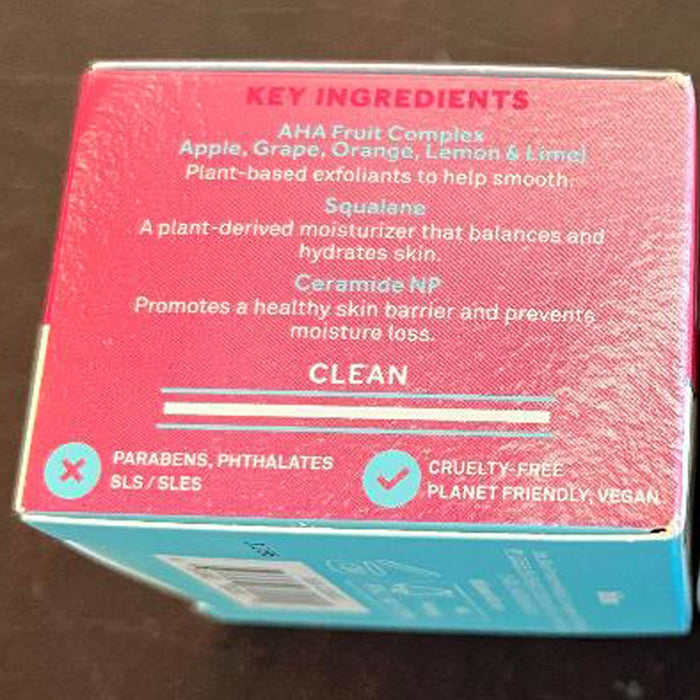 KEY INGREDIENTS
AHA Fruit Complex
Apple, Grape, Orange, Lemon & Lime)
Plant-based exfoliants to help smooth.
Squalane
A plant-derived moisturizer that balances and
hydrates skin.
Ceramide NP
Promotes a healthy skin barrier and prevents
moisture loss.
CLEAN
PARABENS, PHTHALATES
SLS / SLES
CRUELTY-FREE
PLANET FRIENDLY, VEGAN